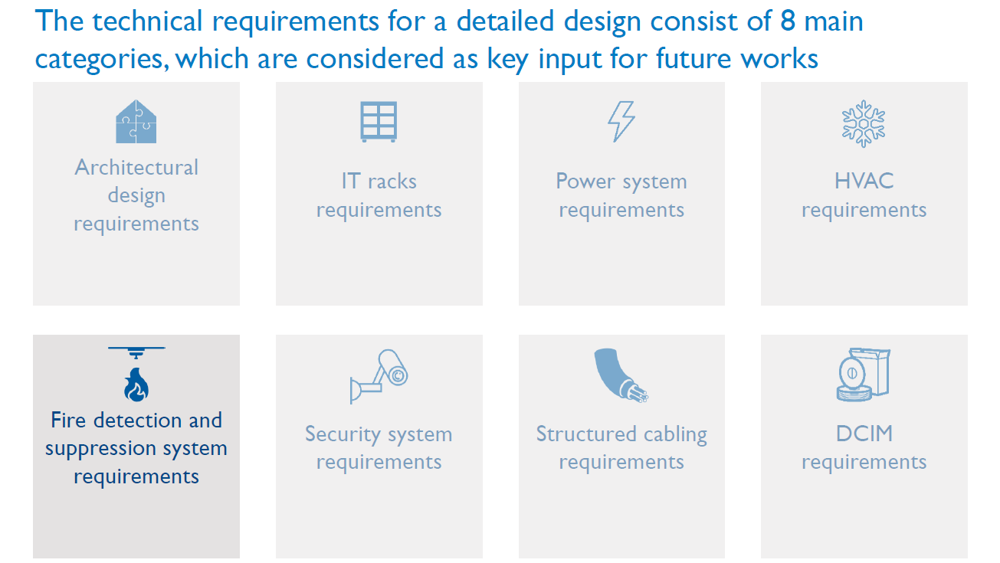 The technical requirements for a detailed design consist of 8 main
categories, which are considered as key input for future works
Architectural
design
requirements
IT racks
requirements
Power system
requirements
HVAC
requirements
Fire detection and
suppression system
requirements
Security system
requirements
Structured cabling
requirements
DCIM
requirements